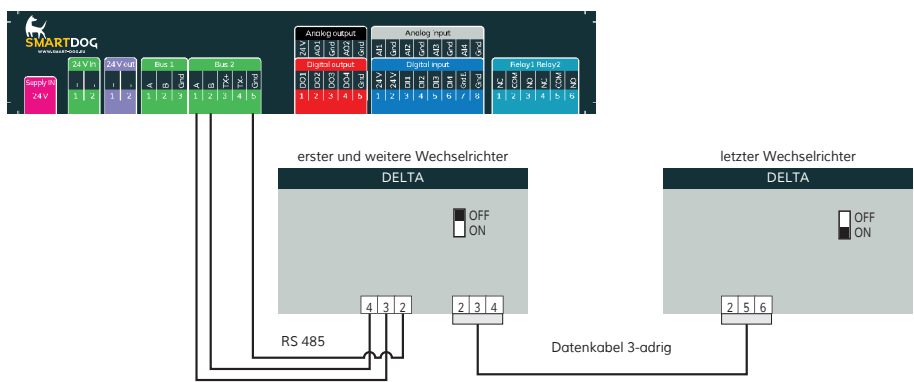 SMARTDOG
WWW.SMART-DOG.EU
Supply IN
24 V
24 V in
+ -
1 2
24 V out
+ -
1 2
Bus 1
A B Gnd
1 2 3
Bus 2
A B TX+ TX- Gnd
1 2 3 4 5
Analog output
24 V AO1 Gnd AO2 Gnd
Digital output
DO1 DO2 DO3 DO4 Gnd
1 2 3 4 5
Analog input
AI1 Gnd AI2 Gnd AI3 Gnd AI4 Gnd
Digital input
24 V 24 V DI1 DI2 DI3 DI4 Gnd
1 2 3 4 5 6 7 8
Relay1 Relay2
NC COM NO NC COM NO
1 2 3 4 5 6
erster und weitere Wechselrichter
DELTA
OFF
ON
4 3 2
2 3 4
letzter Wechselrichter
DELTA
OFF
ON
2 5 6
RS 485
Datenkabel 3-adrig